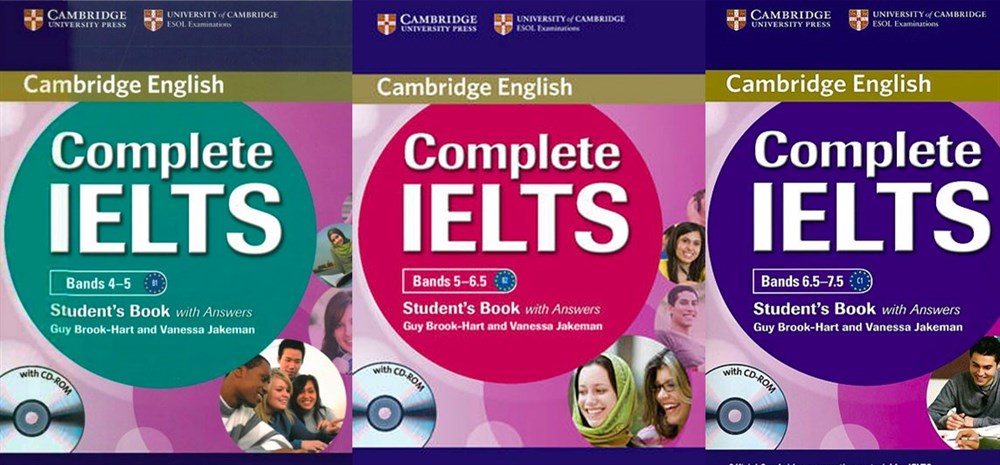 CAMBRIDGE
UNIVERSITY PRESS
UNIVERSITY OF CAMBRIDGE
ESOL Examinations
Cambridge English
Complete
IELTS
Bands 4–5 B1
Student's Book with Answers
Guy Brook-Hart and Vanessa Jakeman
with CD-ROM
CAMBRIDGE
UNIVERSITY PRESS
UNIVERSITY OF CAMBRIDGE
ESOL Examinations
Cambridge English
Complete
IELTS
Bands 5–6.5 B2
Student's Book with Answers
Guy Brook-Hart and Vanessa Jakeman
with CD-ROM
CAMBRIDGE
UNIVERSITY PRESS
UNIVERSITY OF CAMBRIDGE
ESOL Examinations
Cambridge English
Complete
IELTS
Bands 6.5–7.5 C1
Student's Book with Answers
Guy Brook-Hart and Vanessa Jakeman
with CD-ROM